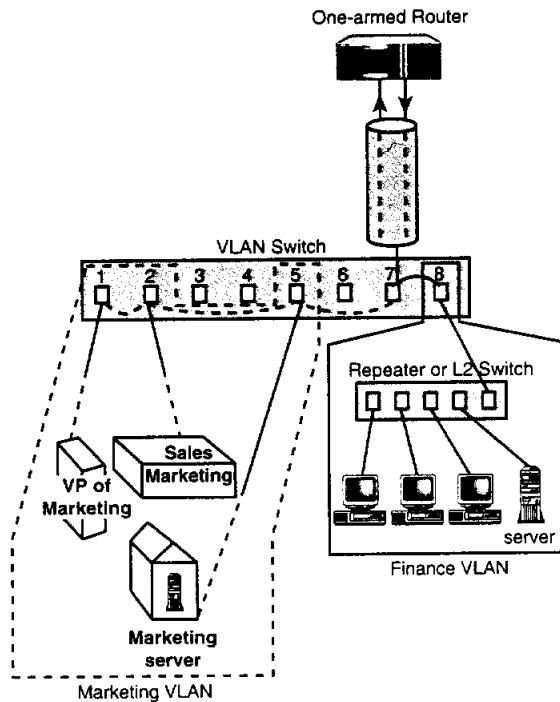 One-armed Router
VLAN Switch
1 2 3 4 5 6 7 8
Repeater or L2 Switch
Sales
Marketing
VP of
Marketing
server
Finance VLAN
Marketing
server
Marketing VLAN